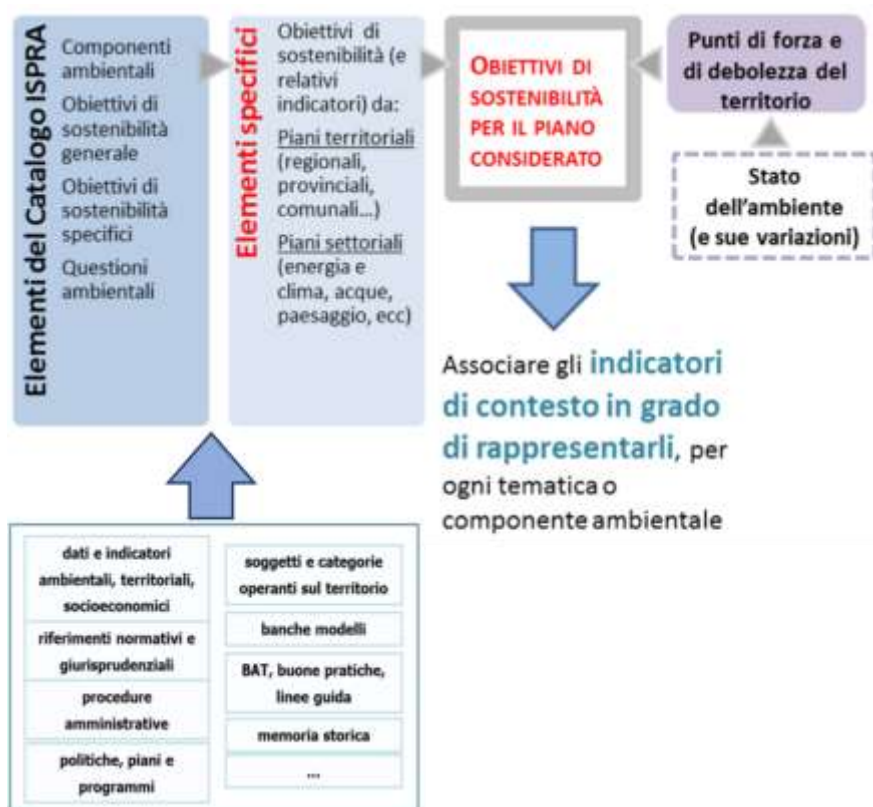 Elementi del Catalogo ISPRA
Componenti
ambientali
Obiettivi di
sostenibilità
generale
Obiettivi di
sostenibilità
specifici
Questioni
ambientali
Elementi specifici
Obiettivi di
sostenibilità (e
relativi
indicatori) da:
Piani territoriali
(regionali,
provinciali,
comunali...)
Piani settoriali
(energia e
clima, acque,
paesaggio, ecc)
OBIETTIVI DI
SOSTENIBILITÀ
PER IL PIANO
CONSIDERATO
Punti di forza e
di debolezza del
territorio
Stato
dell'ambiente
(e sue variazioni)
Associare gli indicatori
di contesto in grado
di rappresentarli, per
ogni tematica o
componente ambientale
dati e indicatori
ambientali, territoriali,
socioeconomici
riferimenti normativi e
giurisprudenziali
procedure
amministrative
politiche, piani e
programmi
soggetti e categorie
operanti sul territorio
banche modelli
BAT, buone pratiche,
linee guida
memoria storica
...